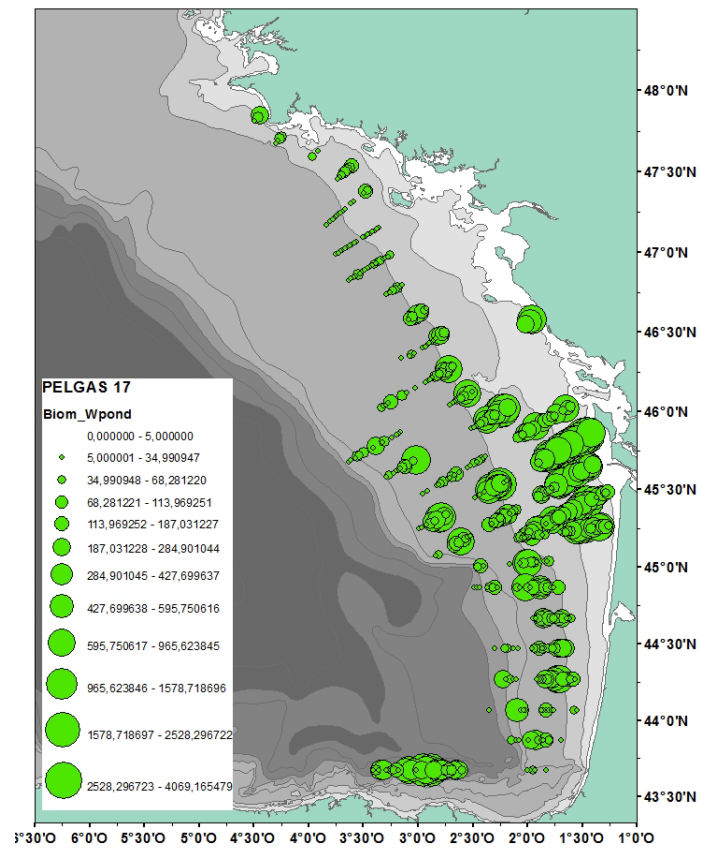 48°0'N
47°30'N
47°0'N
46°30'N
46°0'N
45°30'N
45°0'N
44°30'N
44°0'N
43°30'N
PELGAS 17
Biom_Wpond
0,000000 - 5,000000
5,000001 - 34,990947
34,990948 - 68,281220
68,281221 - 113,969251
113,969252 - 187,031227
187,031228 - 284,901044
284,901045 - 427,699637
427,699638 - 595,750616
595,750617 - 965,623845
965,623846 - 1578,718696
1578,718697 - 2528,296722
2528,296723 - 4069,165479
6°30'O 6°0'O 5°30'O 5°0'O 4°30'O 4°0'O 3°30'O 3°0'O 2°30'O 2°0'O 1°30'O 1°0'O